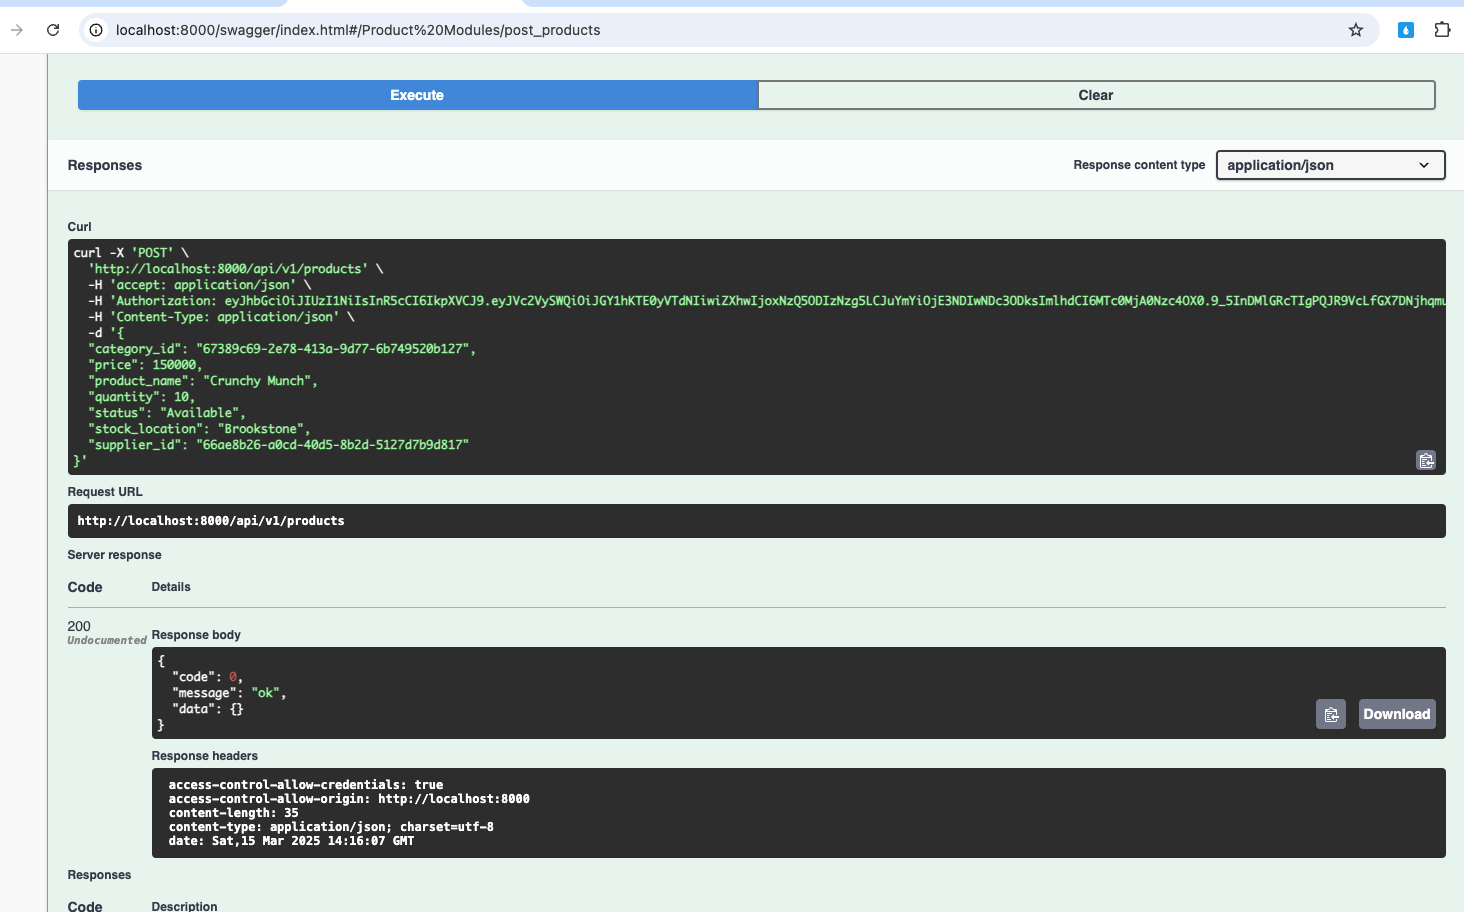 localhost:8000/swagger/index.html#/Product%20Modules/post_products
Execute
Clear
Responses
Response content type
application/json
Curl
curl -X 'POST' \
'http://localhost:8000/api/v1/products' \
-H 'accept: application/json' \
-H 'Authorization: eyJhbGciOiJIUzI1NiIsInR5cCI6IkpXVCJ9.eyJVc2VySWQiOiJGY1hKTE0yVTdNIiwiZXhwIjoxNzQ5ODIzNzg5LCJuYmYiOjE3NDIwNDc3ODksImlhdCI6MTc0MjA0Nzc4OX0.9_5InDMlGRcTIgPQJR9VcLfGX7DNjhqmu
-H 'Content-Type: application/json' \
-d '{
"category_id": "67389c69-2e78-413a-9d77-6b749520b127",
"price": 150000,
"product_name": "Crunchy Munch",
"quantity": 10,
"status": "Available",
"stock_location": "Brookstone",
"supplier_id": "66ae8b26-a0cd-40d5-8b2d-5127d7b9d817"
}'
Request URL
http://localhost:8000/api/v1/products
Server response
Code
Details
200
Undocumented
Response body
{
"code": 0,
"message": "ok",
"data": {}
}
Download
Response headers
access-control-allow-credentials: true
access-control-allow-origin: http://localhost:8000
content-length: 35
content-type: application/json; charset=utf-8
date: Sat,15 Mar 2025 14:16:07 GMT
Responses
Code
Description